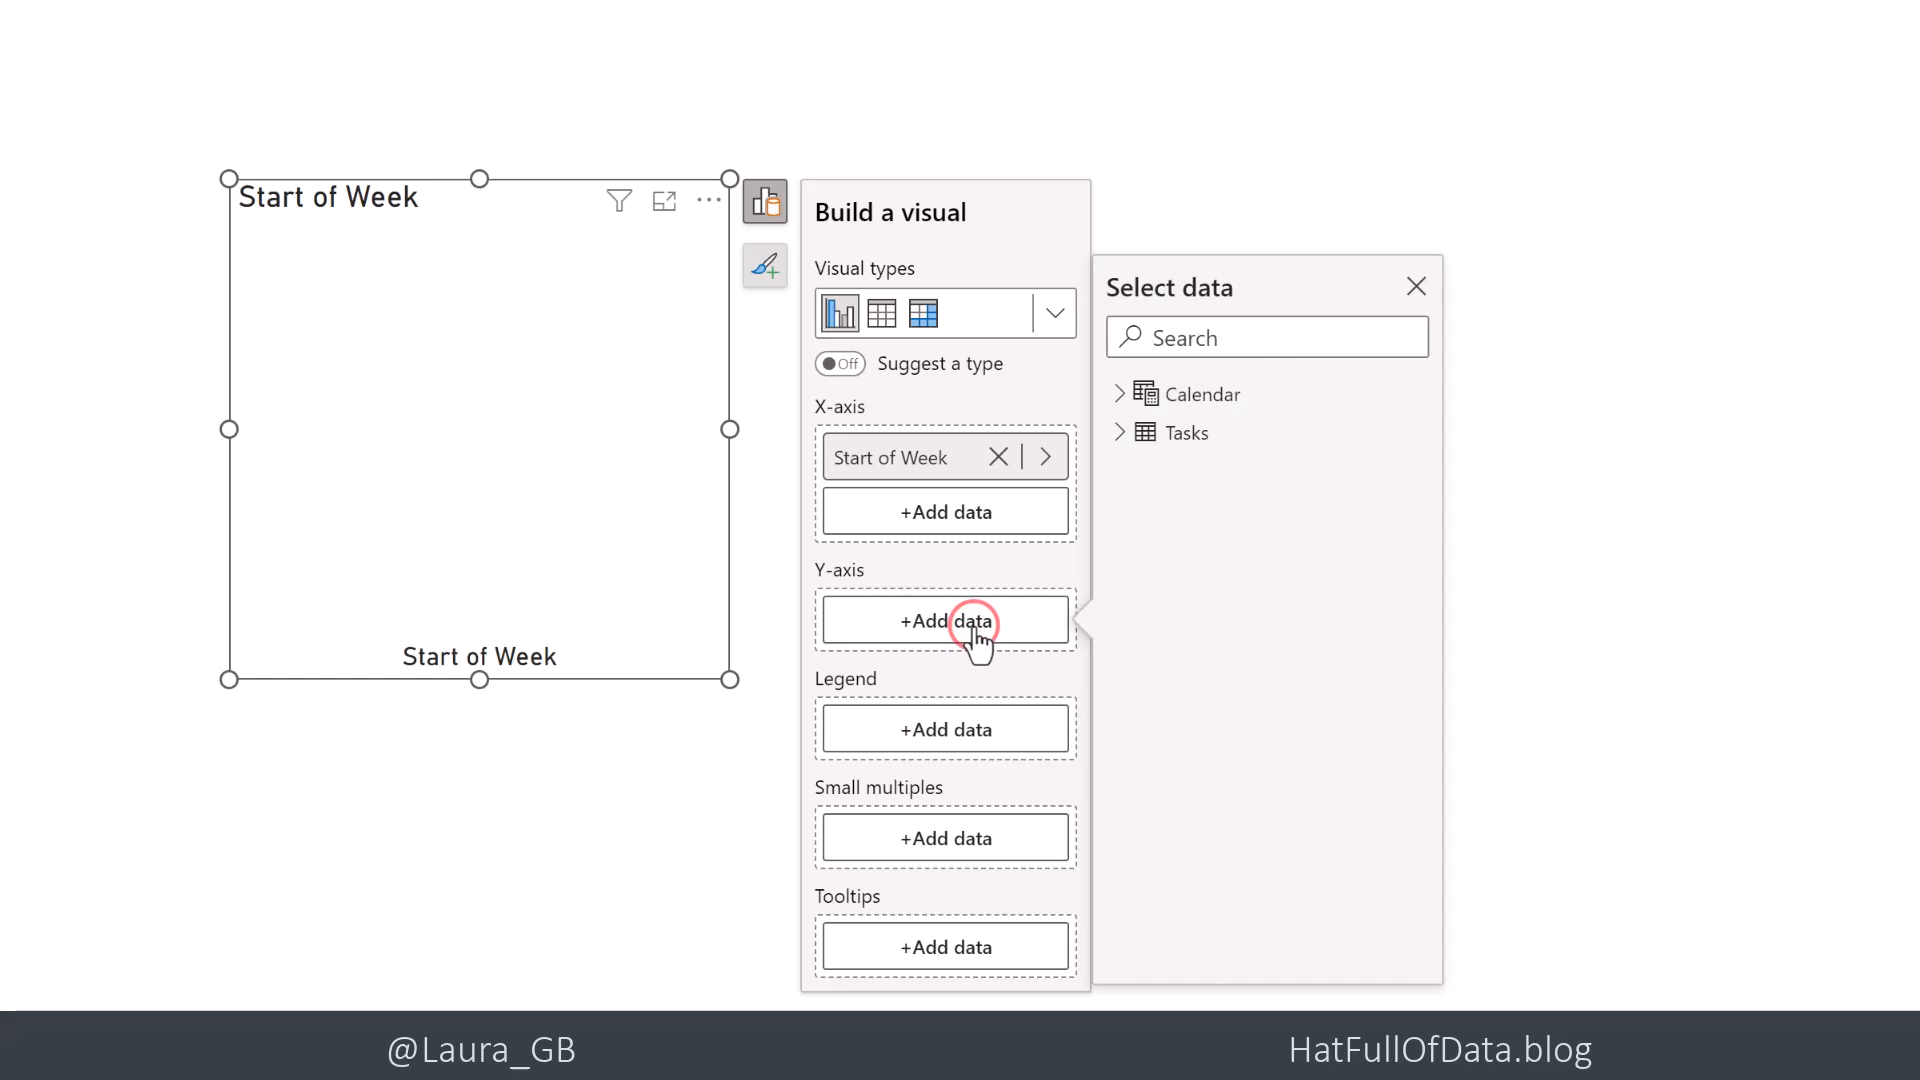 Start of Week
Start of Week
Build a visual
Visual types
Off Suggest a type
X-axis
Start of Week
+Add data
Y-axis
+Add data
Legend
+Add data
Small multiples
+Add data
Tooltips
+Add data
Select data
Search
Calendar
Tasks
@Laura_GB
HatFullOfData.blog